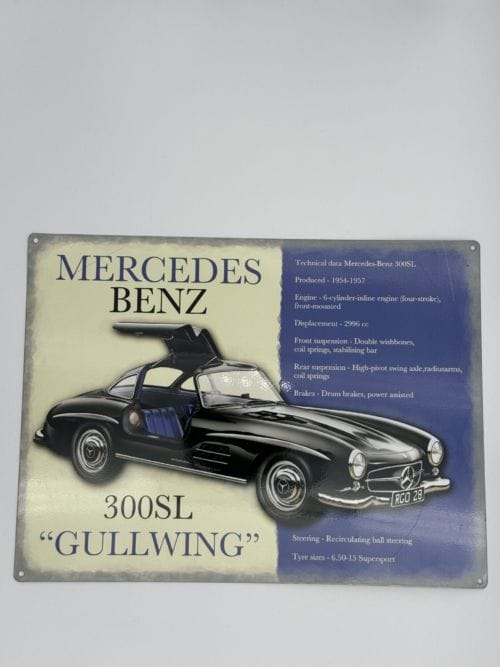 MERCEDES
BENZ
300SL
“GULLWING”
Technical data Mercedes-Benz 300SL
Produced - 1954-1957
Engine - 6-cylinder-inline engine (four-stroke),
front-mounted
Displacement - 2996 cc
Front suspension - Double wishbones,
coil springs, stabilising bar
Rear suspension - High-pivot swing axle,radiusarms,
coil springs
Brakes - Drum brakes, power assisted
RGO 28
Steering - Recirculating ball steering
Tyre sizes - 6.50-15 Supersport